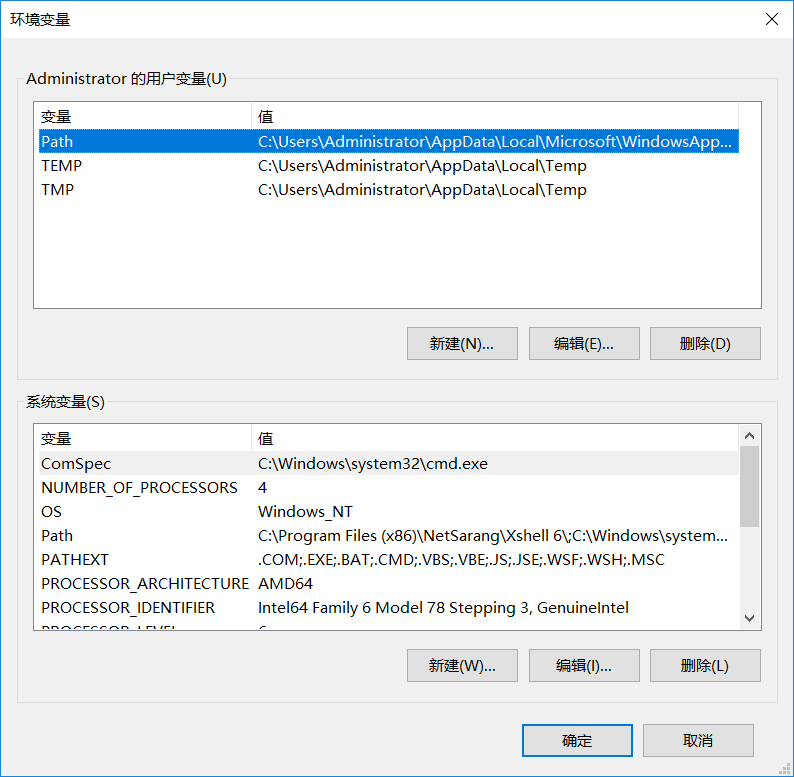 环境变量
Administrator 的用户变量(U)
变量 值
Path C:\Users\Administrator\AppData\Local\Microsoft\WindowsApp...
TEMP C:\Users\Administrator\AppData\Local\Temp
TMP C:\Users\Administrator\AppData\Local\Temp
新建(N)... 编辑(E)... 删除(D)
系统变量(S)
变量 值
ComSpec C:\Windows\system32\cmd.exe
NUMBER_OF_PROCESSORS 4
OS Windows_NT
Path C:\Program Files (x86)\NetSarang\Xshell 6\;C:\Windows\system...
PATHEXT .COM;.EXE;.BAT;.CMD;.VBS;.VBE;.JS;.JSE;.WSF;.WSH;.MSC
PROCESSOR_ARCHITECTURE AMD64
PROCESSOR_IDENTIFIER Intel64 Family 6 Model 78 Stepping 3, GenuineIntel
PROCESSOR_LEVEL 6
新建(W)... 编辑(I)... 删除(L)
确定 取消